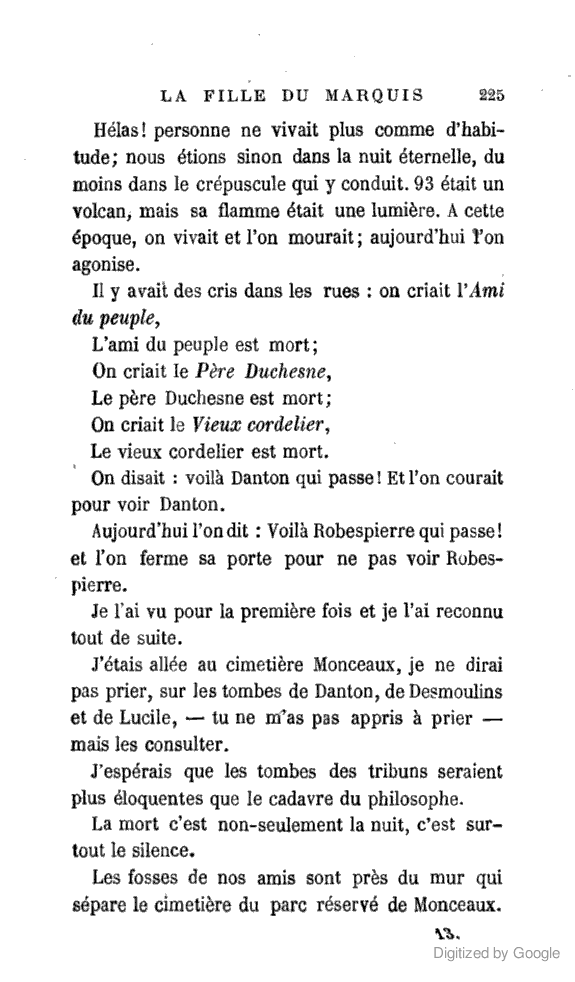 LA FILLE DU MARQUIS 225
Hélas! personne ne vivait plus comme d'habi-
tude; nous étions sinon dans la nuit éternelle, du
moins dans le crépuscule qui y conduit. 93 était un
volcan, mais sa flamme était une lumière. A cette
époque, on vivait et l'on mourait; aujourd'hui l'on
agonise.
Il y avait des cris dans les rues : on criait l'Ami
du peuple,
L'ami du peuple est mort;
On criait le Père Duchesne,
Le père Duchesne est mort;
On criait le Vieux cordelier,
Le vieux cordelier est mort.
On disait : voilà Danton qui passe! Et l'on courait
pour voir Danton.
Aujourd'hui l'on dit : Voilà Robespierre qui passe!
et l'on ferme sa porte pour ne pas voir Robes-
pierre.
Je l'ai vu pour la première fois et je l'ai reconnu
tout de suite.
J'étais allée au cimetière Monceaux, je ne dirai
pas prier, sur les tombes de Danton, de Desmoulins
et de Lucile, — tu ne m'as pas appris à prier —
mais les consulter.
J'espérais que les tombes des tribuns seraient
plus éloquentes que le cadavre du philosophe.
La mort c'est non-seulement la nuit, c'est sur-
tout le silence.
Les fosses de nos amis sont près du mur qui
sépare le cimetière du parc réservé de Monceaux.
13.
Digitized by Google